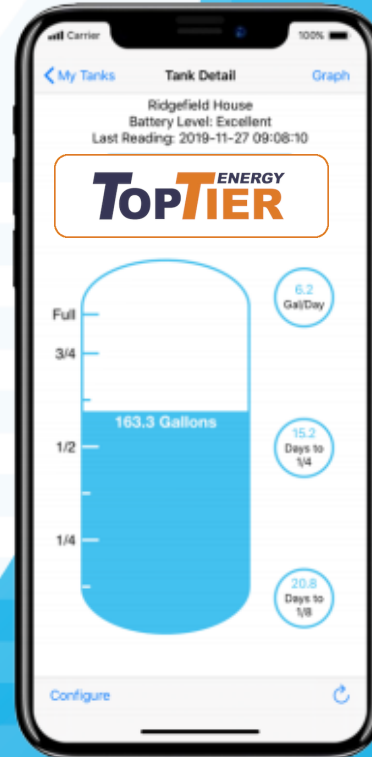 Carrier 100%
My Tanks Tank Detail Graph
Ridgefield House
Battery Level: Excellent
Last Reading: 2019-11-27 09:08:10
TOPTIER ENERGY
6.2
Gal/Day
Full
3/4
163.3 Gallons
1/2
15.2
Days to
1/4
1/4
20.8
Days to
1/8
Configure